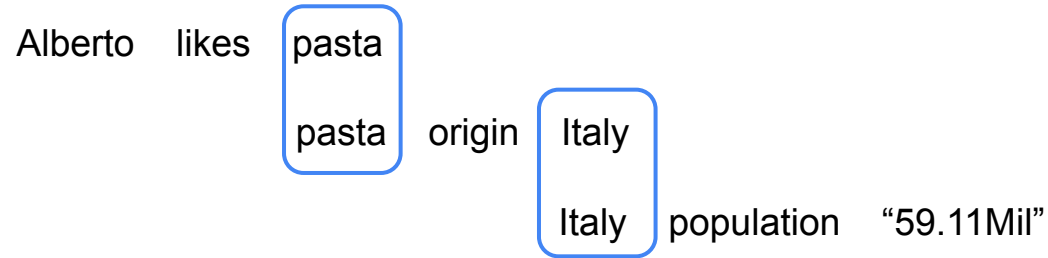 Alberto likes pasta
pasta origin Italy
Italy population “59.11Mil”